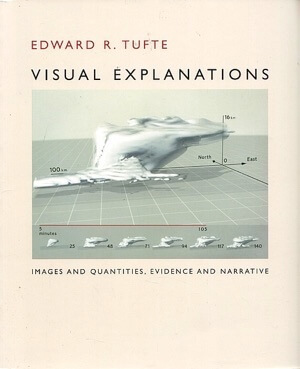 EDWARD R. TUFTE
VISUAL EXPLANATIONS
16 km
North
East
0
100 km
5
minutes
25
48
71
94
105
117
140
IMAGES AND QUANTITIES, EVIDENCE AND NARRATIVE